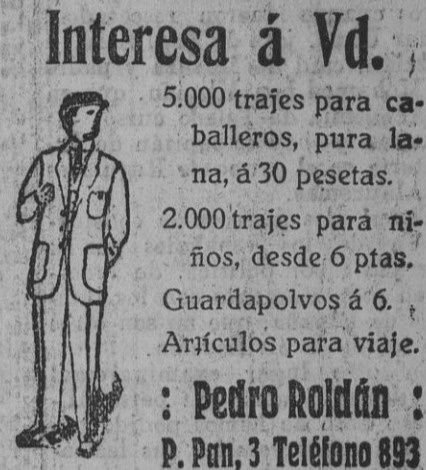 Interesa á Vd.
5.000 trajes para ca-
balleros, pura la-
na, á 30 pesetas.
2.000 trajes para ni-
ños, desde 6 ptas.
Guardapolvos á 6.
Artículos para viaje.
: Pedro Roldán :
P. Pan, 3 Teléfono 893